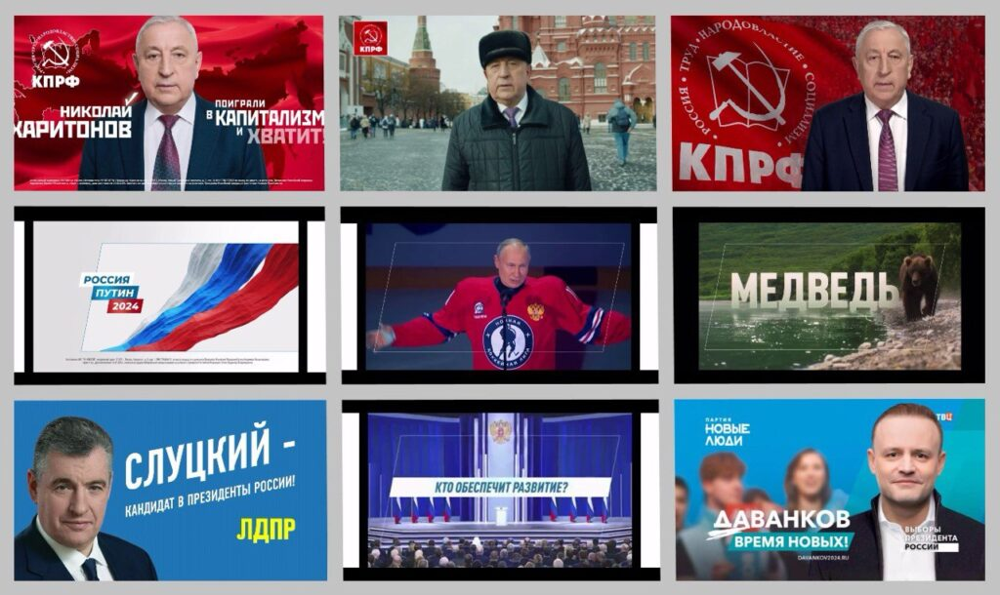 КПРФ
НИКОЛАЙ
ХАРИТОНОВ
ПОИГРАЛИ
В КАПИТАЛИЗМ
И ХВАТИТ!
КПРФ
РОССИЯ • ТРУД • НАРОДОВЛАСТИЕ • СОЦИАЛИЗМ
КПРФ
РОССИЯ
ПУТИН
2024
НОЧНАЯ
ХОККЕЙНАЯ ЛИГА
МЕДВЕДЬ
СЛУЦКИЙ -
КАНДИДАТ В ПРЕЗИДЕНТЫ РОССИИ!
ЛДПР
КТО ОБЕСПЕЧИТ РАЗВИТИЕ?
ПАРТИЯ
НОВЫЕ
ЛЮДИ
ТВЦ
ДАВАНКОВ
ВРЕМЯ НОВЫХ!
DAVANKOV2024.RU
ВЫБОРЫ
ПРЕЗИДЕНТА
РОССИИ